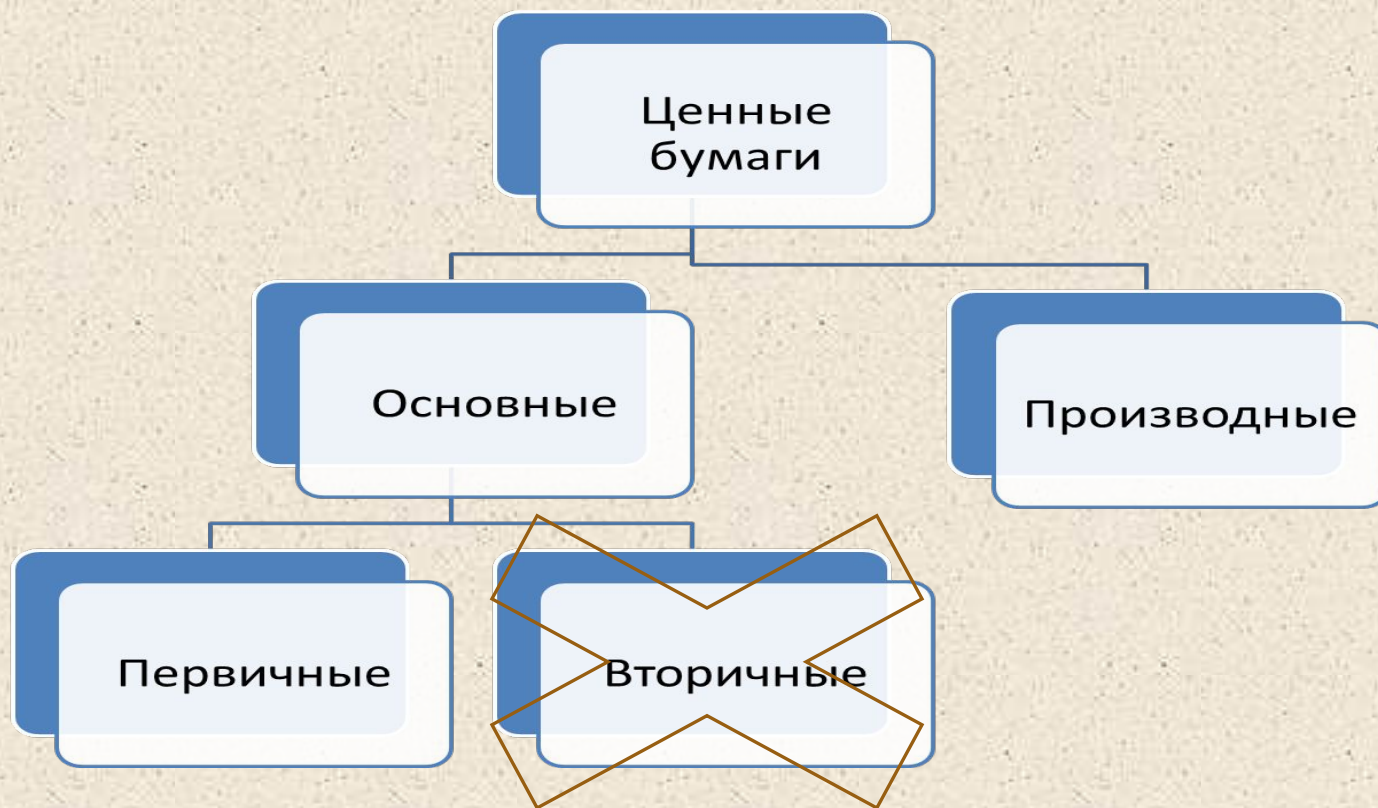 Ценные
бумаги
Основные
Производные
Первичные
Вторичные